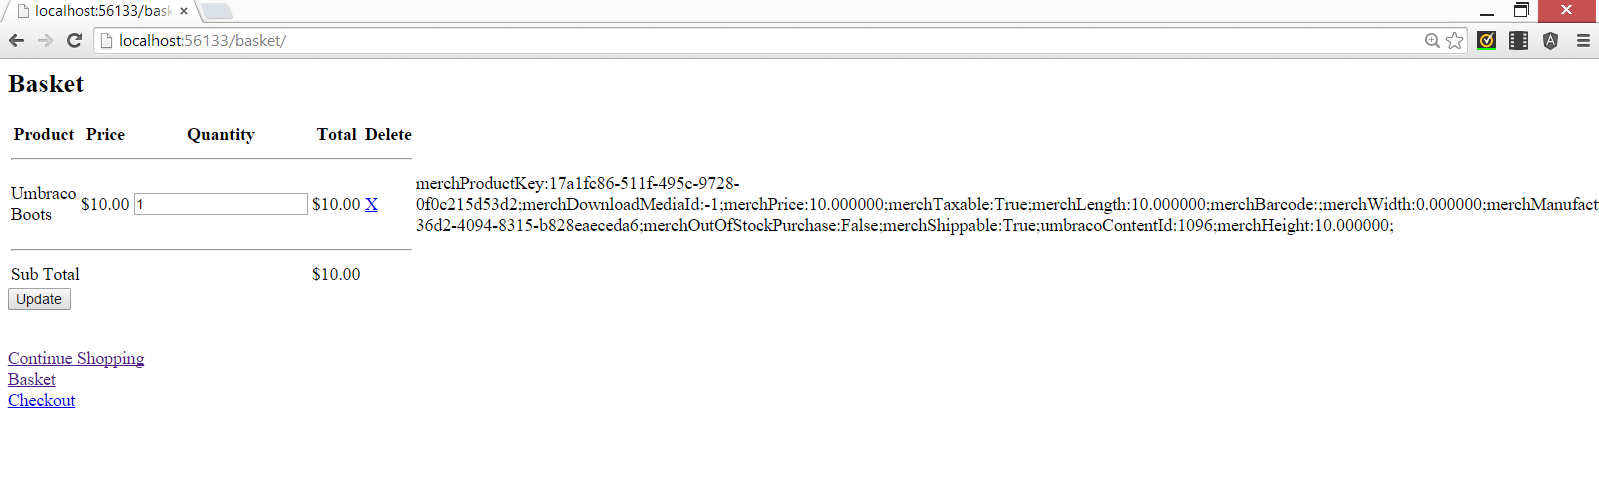 localhost:56133/bask
localhost:56133/basket/
Basket
Product Price Quantity Total Delete
Umbraco Boots $10.00 1 $10.00 X
merchProductKey:17a1fc86-511f-495c-9728-
0f0c215d53d2;merchDownloadMediaId:-1;merchPrice:10.000000;merchTaxable:True;merchLength:10.000000;merchBarcode:;merchWidth:0.000000;merchManufact
36d2-4094-8315-b828eaeceda6;merchOutOfStockPurchase:False;merchShippable:True;umbracoContentId:1096;merchHeight:10.000000;
Sub Total $10.00
Update
Continue Shopping
Basket
Checkout